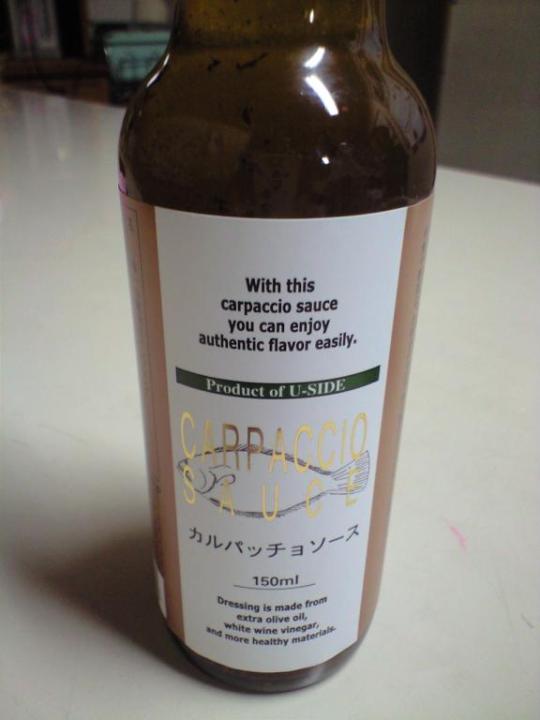 With this
carpaccio sauce
you can enjoy
authentic flavor easily.
Product of U-SIDE
CARPACCIO
SAUCE
カルパッチョソース
150ml
Dressing is made from
extra olive oil,
white wine vinegar,
and more healthy materials.